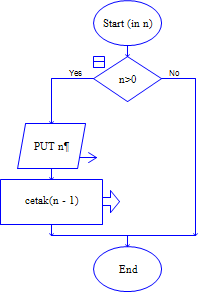 Start (in n)
n>0
Yes
No
PUT n¶
cetak(n - 1)
End